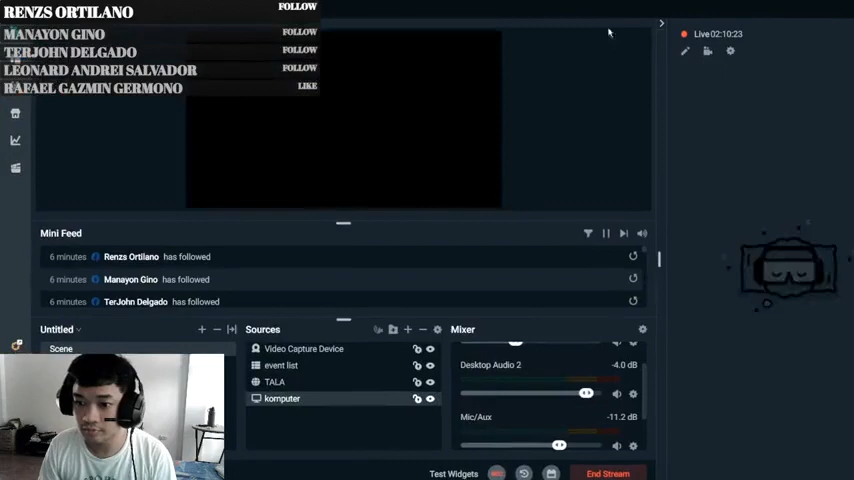 RENZS ORTILANO FOLLOW
MANAYON GINO FOLLOW
TERJOHN DELGADO FOLLOW
LEONARD ANDREI SALVADOR FOLLOW
RAFAEL GAZMIN GERMONO LIKE
Live 02:10:23
Mini Feed
6 minutes Renzs Ortilano has followed
6 minutes Manayon Gino has followed
6 minutes TerJohn Delgado has followed
Untitled
Scene
Sources
Video Capture Device
event list
TALA
komputer
Mixer
Desktop Audio 2 -4.0 dB
Mic/Aux -11.2 dB
Test Widgets
REC
End Stream